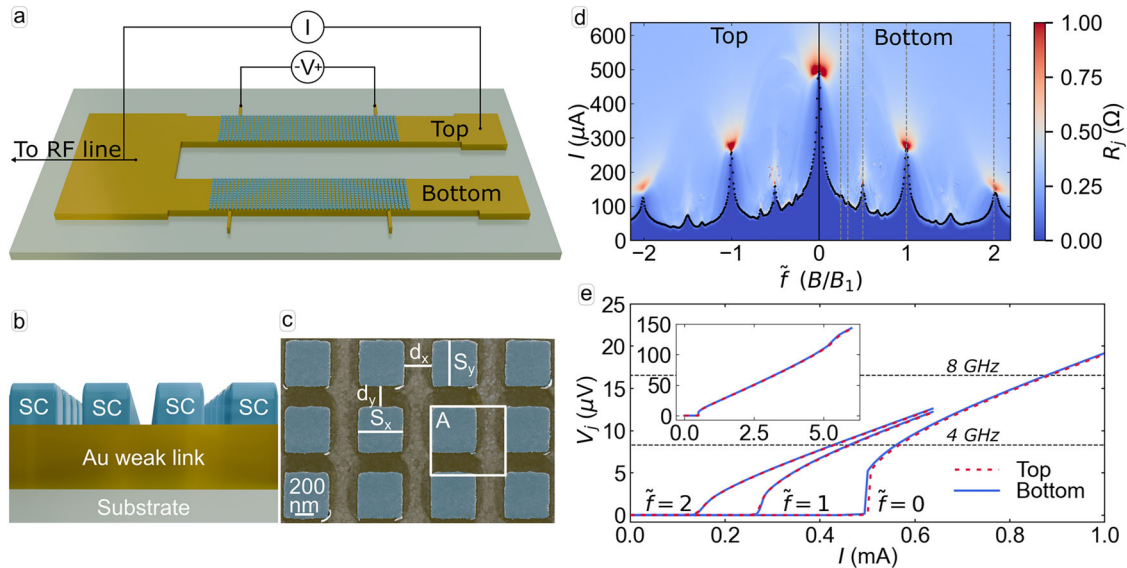 a
I
-V+
Top
To RF line
Bottom
b
SC SC SC SC
Au weak link
Substrate
c
dx
Sy
dy
Sx
A
200
nm
d
Top Bottom
600
500
400
300
200
100
0
I (μA)
−2 −1 0 1 2
f̃ (B/B₁)
1.00
0.75
0.50
0.25
0.00
Rj (Ω)
e
25
20
15
10
5
0
Vj (μV)
150
100
50
0
0.0 2.5 5.0
8 GHz
4 GHz
Top
Bottom
f̃ = 2 f̃ = 1 f̃ = 0
0.0 0.2 0.4 0.6 0.8 1.0
I (mA)